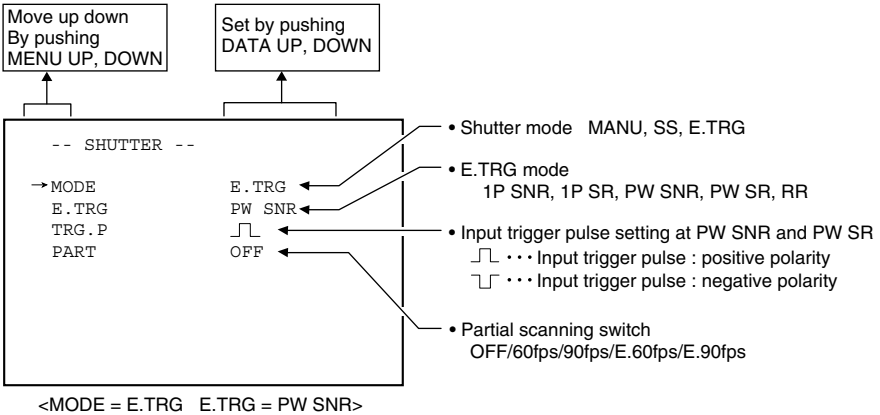 Move up down
By pushing
MENU UP, DOWN
Set by pushing
DATA UP, DOWN
-- SHUTTER --
→MODE E.TRG
E.TRG PW SNR
TRG.P
PART OFF
• Shutter mode MANU, SS, E.TRG
• E.TRG mode
1P SNR, 1P SR, PW SNR, PW SR, RR
• Input trigger pulse setting at PW SNR and PW SR
･･･Input trigger pulse : positive polarity
･･･Input trigger pulse : negative polarity
• Partial scanning switch
OFF/60fps/90fps/E.60fps/E.90fps
<MODE = E.TRG E.TRG = PW SNR>